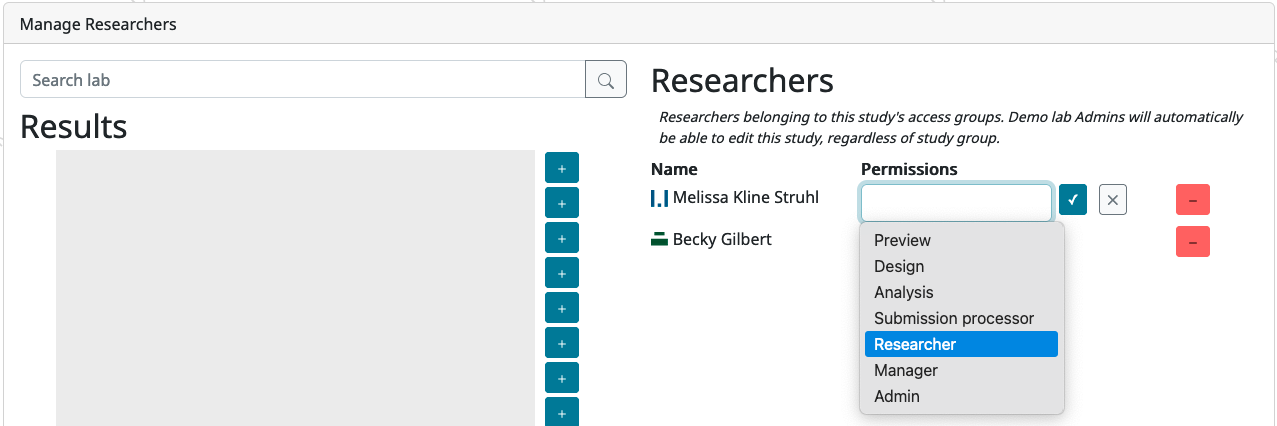 Manage Researchers
Search lab
Results
Researchers
Researchers belonging to this study's access groups. Demo lab Admins will automatically
be able to edit this study, regardless of study group.
Name Permissions
Melissa Kline Struhl
Becky Gilbert
Preview
Design
Analysis
Submission processor
Researcher
Manager
Admin